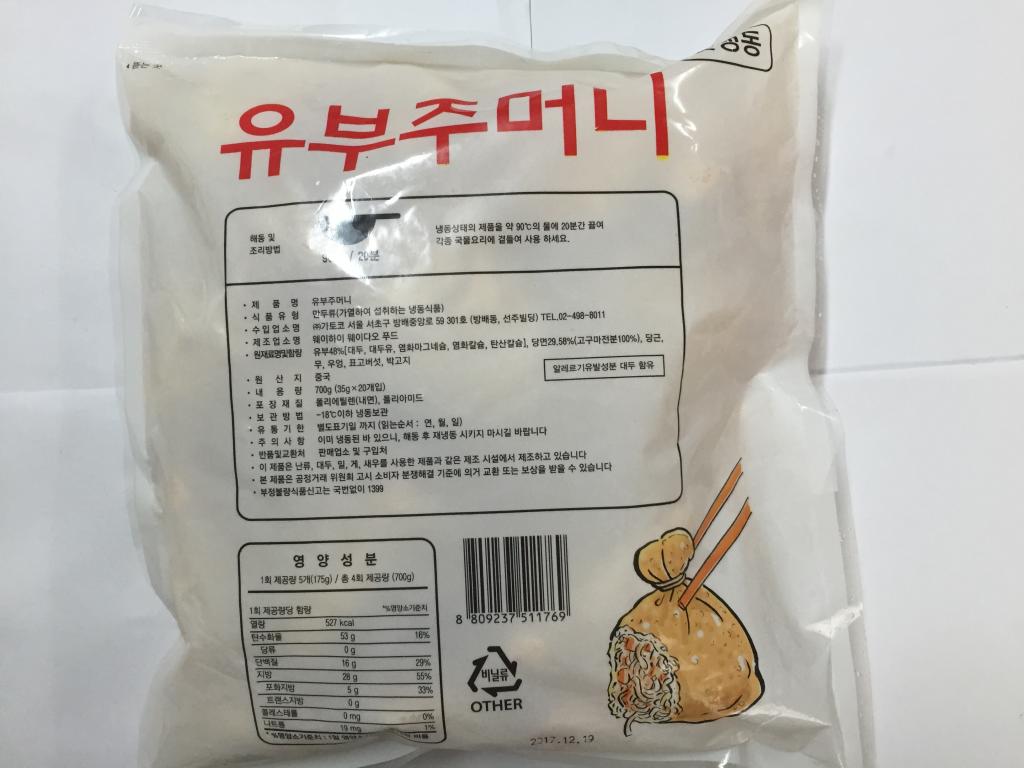 유부주머니
해동 및
조리방법
/ 20분
냉동상태의 제품을 약 90℃의 물에 20분간 끓여
각종 국물요리에 곁들여 사용 하세요.
• 제 품 명 유부주머니
• 식 품 유 형 만두류(가열하여 섭취하는 냉동식품)
• 수 입 업 소 명 ㈜가토코 서울 서초구 방배중앙로 59 301호 (방배동, 선주빌딩) TEL.02-498-8011
• 제 조 업 소 명 웨이하이 웨이다오 푸드
• 원재료명및함량 유부48%[대두, 대두유, 염화마그네슘, 염화칼슘, 탄산칼슘], 당면29.58%(고구마전분100%), 당근,
무, 우엉, 표고버섯, 박고지
알레르기유발성분 대두 함유
• 원 산 지 중국
• 내 용 량 700g (35g×20개입)
• 포 장 재 질 폴리에틸렌(내면), 폴리아미드
• 보 관 방 법 -18℃이하 냉동보관
• 유 통 기 한 별도표기일 까지 (읽는순서 : 연, 월, 일)
• 주 의 사 항 이미 냉동된 바 있으니, 해동 후 재냉동 시키지 마시길 바랍니다
• 반품및교환처 판매업소 및 구입처
• 이 제품은 난류, 대두, 밀, 게, 새우를 사용한 제품과 같은 제조 시설에서 제조하고 있습니다
• 본 제품은 공정거래 위원회 고시 소비자 분쟁해결 기준에 의거 교환 또는 보상을 받을 수 있습니다
• 부정불량식품신고는 국번없이 1399
영 양 성 분
1회 제공량 5개(175g) / 총 4회 제공량 (700g)
1회 제공량당 함량 *%영양소기준치
열량 527 kcal
탄수화물 53 g 16%
당류 0 g
단백질 16 g 29%
지방 28 g 55%
포화지방 5 g 33%
트랜스지방 0 g
콜레스테롤 0 mg 0%
나트륨 19 mg 1%
*%영양소기준치 : 1일 영양소
8 809237 511769
비닐류
OTHER
2017.12.19